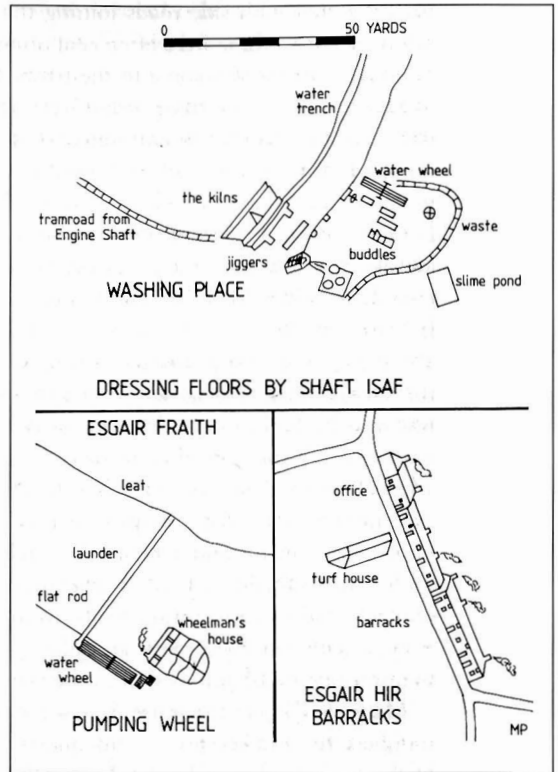 0
50 YARDS
water
trench
water wheel
the kilns
tramroad from
Engine Shaft
waste
jiggers
buddles
slime pond
WASHING PLACE
DRESSING FLOORS BY SHAFT ISAF
ESGAIR FRAITH
leat
launder
flat rod
wheelman's
house
water
wheel
PUMPING WHEEL
office
turf house
barracks
ESGAIR HIR
BARRACKS
MP